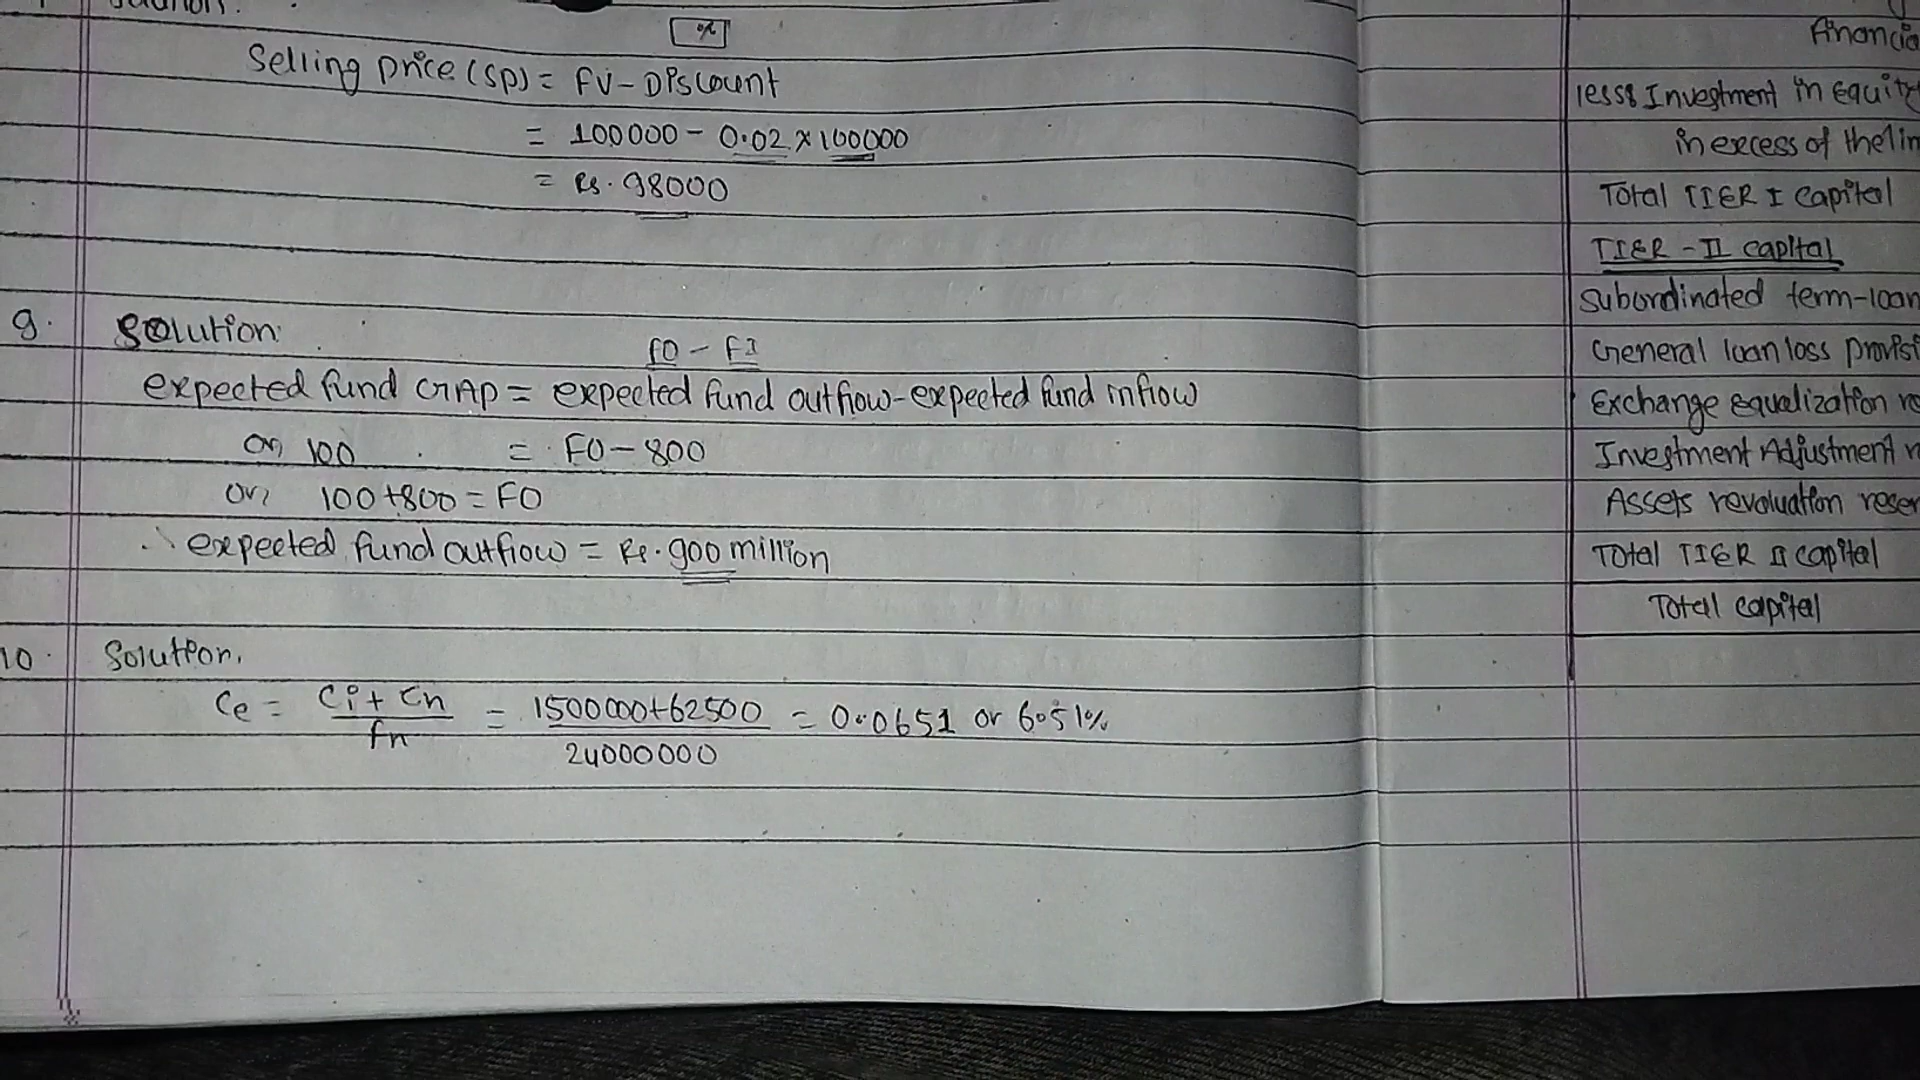 Solution:
%
Selling price (SP) = FV - Discount
= 100000 - 0.02 × 100000
= Rs. 98000
9. Solution:
FO - FI
expected fund GAP = expected fund outflow - expected fund inflow
or, 100 = FO - 800
or, 100 + 800 = FO
∴ expected fund outflow = Rs. 900 million
10. Solution.
Ce = Ci + Cn / fn = 1500000 + 62500 / 24000000 = 0.0651 or 6.51%
Financia
less: Investment in equity
in excess of the lim
Total TIER I capital
TIER - II capital
subordinated term-loan
General loan loss provisi
Exchange equalization re
Investment Adjustment r
Assets revaluation reser
Total TIER II capital
Total capital